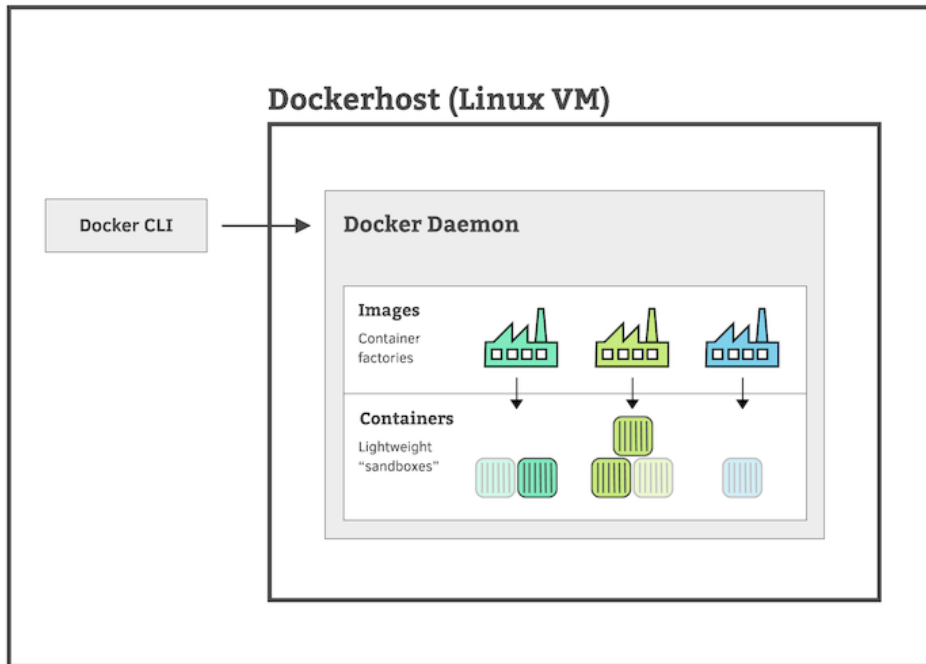 Dockerhost (Linux VM)
Docker CLI
Docker Daemon
Images
Container
factories
Containers
Lightweight
“sandboxes”